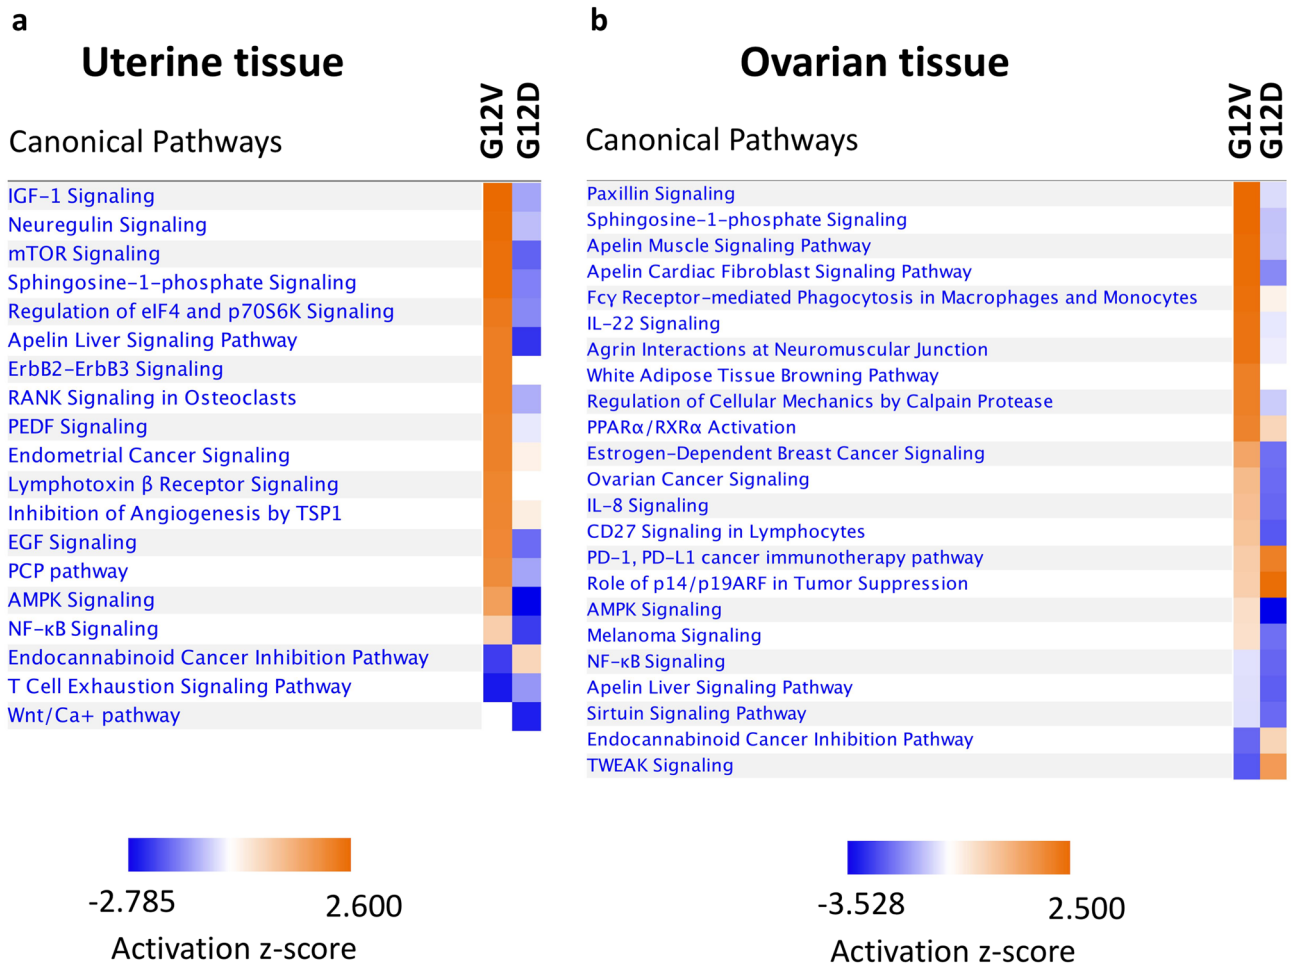 a
Uterine tissue
Canonical Pathways
G12V
G12D
IGF-1 Signaling
Neuregulin Signaling
mTOR Signaling
Sphingosine-1-phosphate Signaling
Regulation of eIF4 and p70S6K Signaling
Apelin Liver Signaling Pathway
ErbB2-ErbB3 Signaling
RANK Signaling in Osteoclasts
PEDF Signaling
Endometrial Cancer Signaling
Lymphotoxin β Receptor Signaling
Inhibition of Angiogenesis by TSP1
EGF Signaling
PCP pathway
AMPK Signaling
NF-κB Signaling
Endocannabinoid Cancer Inhibition Pathway
T Cell Exhaustion Signaling Pathway
Wnt/Ca+ pathway
-2.785
2.600
Activation z-score
b
Ovarian tissue
Canonical Pathways
G12V
G12D
Paxillin Signaling
Sphingosine-1-phosphate Signaling
Apelin Muscle Signaling Pathway
Apelin Cardiac Fibroblast Signaling Pathway
Fcγ Receptor-mediated Phagocytosis in Macrophages and Monocytes
IL-22 Signaling
Agrin Interactions at Neuromuscular Junction
White Adipose Tissue Browning Pathway
Regulation of Cellular Mechanics by Calpain Protease
PPARα/RXRα Activation
Estrogen-Dependent Breast Cancer Signaling
Ovarian Cancer Signaling
IL-8 Signaling
CD27 Signaling in Lymphocytes
PD-1, PD-L1 cancer immunotherapy pathway
Role of p14/p19ARF in Tumor Suppression
AMPK Signaling
Melanoma Signaling
NF-κB Signaling
Apelin Liver Signaling Pathway
Sirtuin Signaling Pathway
Endocannabinoid Cancer Inhibition Pathway
TWEAK Signaling
-3.528
2.500
Activation z-score